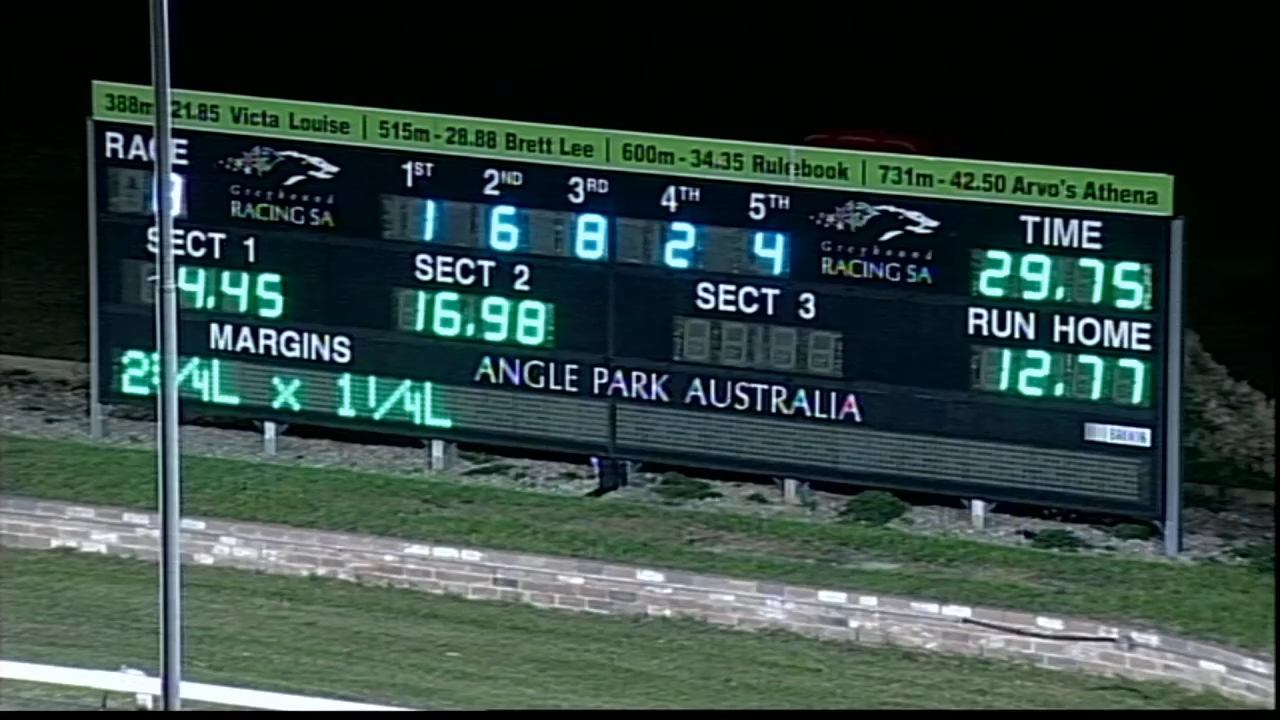 388m - 21.85 Victa Louise | 515m - 28.88 Brett Lee | 600m - 34.35 Rulebook | 731m - 42.50 Arvo's Athena
RACE 1ST 2ND 3RD 4TH 5TH TIME
Greyhound RACING SA
1 6 8 2 4
Greyhound RACING SA
29.75
SECT 1 SECT 2 SECT 3 RUN HOME
4.45 16.98 12.77
MARGINS
ANGLE PARK AUSTRALIA
/4L x 1 1/4L